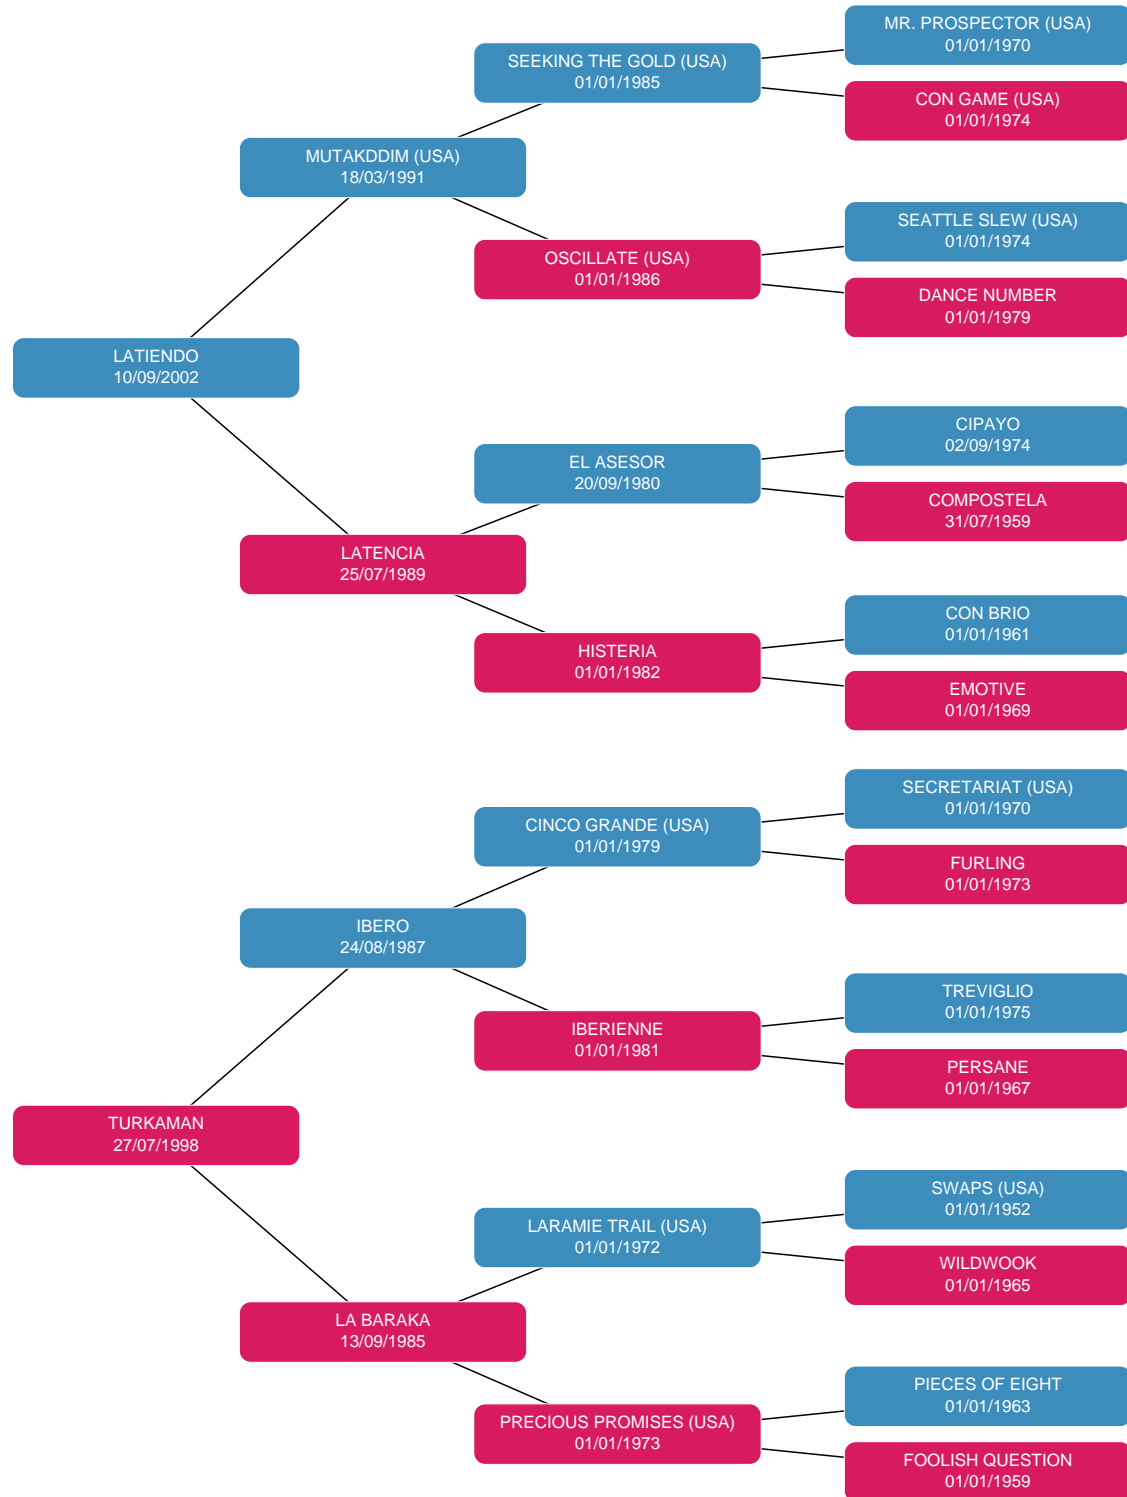 MR. PROSPECTOR (USA)
01/01/1970
SEEKING THE GOLD (USA)
01/01/1985
CON GAME (USA)
01/01/1974
MUTAKDDIM (USA)
18/03/1991
SEATTLE SLEW (USA)
01/01/1974
OSCILLATE (USA)
01/01/1986
DANCE NUMBER
01/01/1979
LATIENDO
10/09/2002
CIPAYO
02/09/1974
EL ASESOR
20/09/1980
COMPOSTELA
31/07/1959
LATENCIA
25/07/1989
CON BRIO
01/01/1961
HISTERIA
01/01/1982
EMOTIVE
01/01/1969
SECRETARIAT (USA)
01/01/1970
CINCO GRANDE (USA)
01/01/1979
FURLING
01/01/1973
IBERO
24/08/1987
TREVIGLIO
01/01/1975
IBERIENNE
01/01/1981
PERSANE
01/01/1967
TURKAMAN
27/07/1998
SWAPS (USA)
01/01/1952
LARAMIE TRAIL (USA)
01/01/1972
WILDWOOK
01/01/1965
LA BARAKA
13/09/1985
PIECES OF EIGHT
01/01/1963
PRECIOUS PROMISES (USA)
01/01/1973
FOOLISH QUESTION
01/01/1959